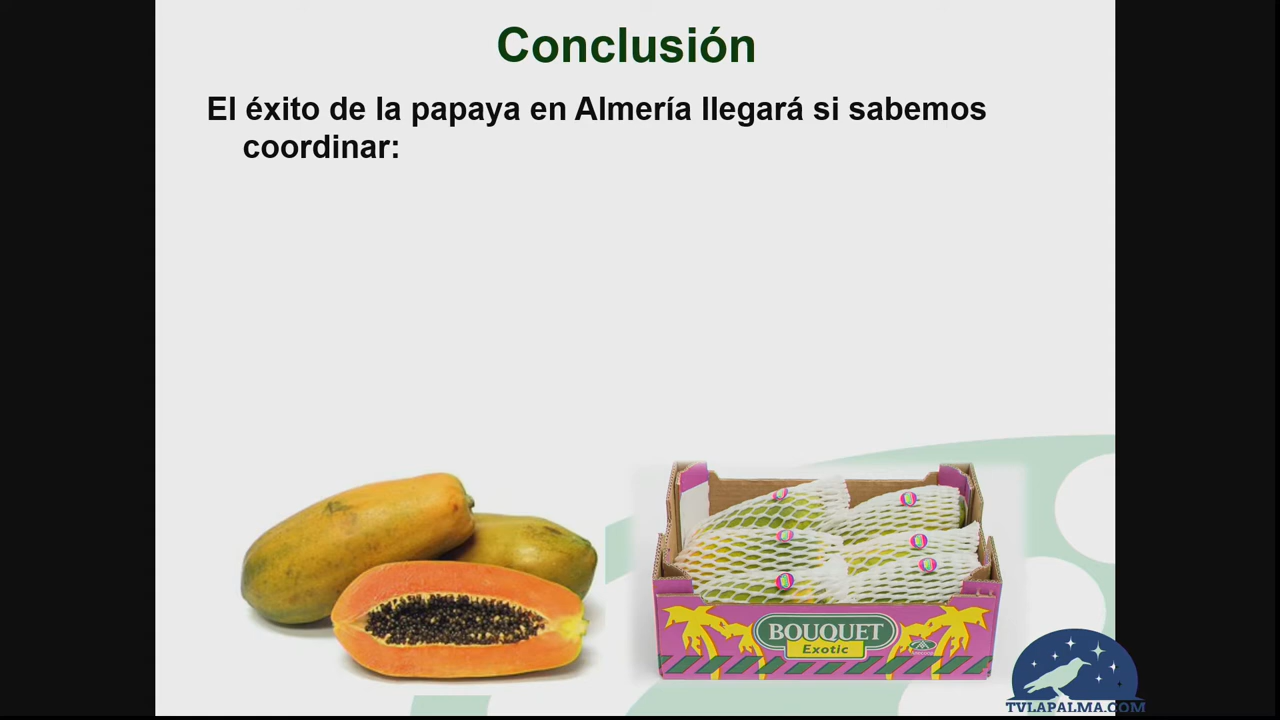 Conclusión
El éxito de la papaya en Almería llegará si sabemos
coordinar:
BOUQUET
Exotic
TVLAPALMA.COM